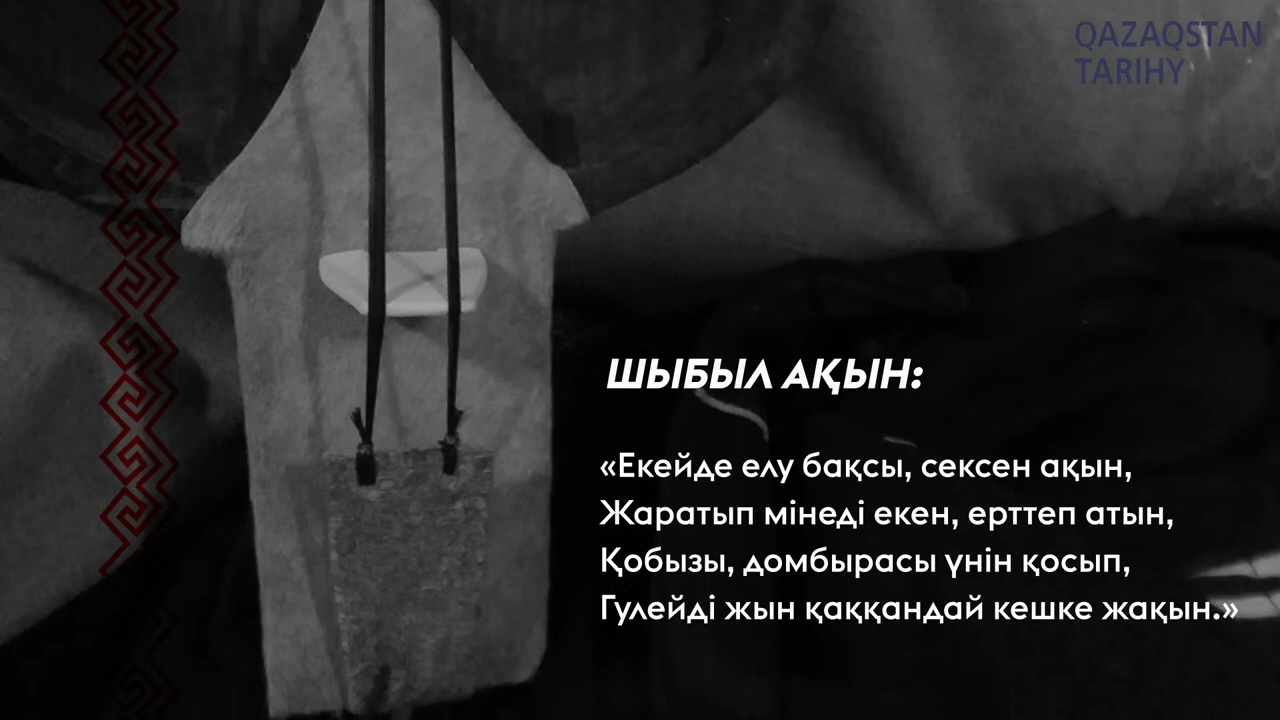 QAZAQSTAN
TARIHY
ШЫБЫЛ АҚЫН:
«Екейде елу бақсы, сексен ақын,
Жаратып мінеді екен, ерттеп атын,
Қобызы, домбырасы үнін қосып,
Гулейді жын қаққандай кешке жақын.»